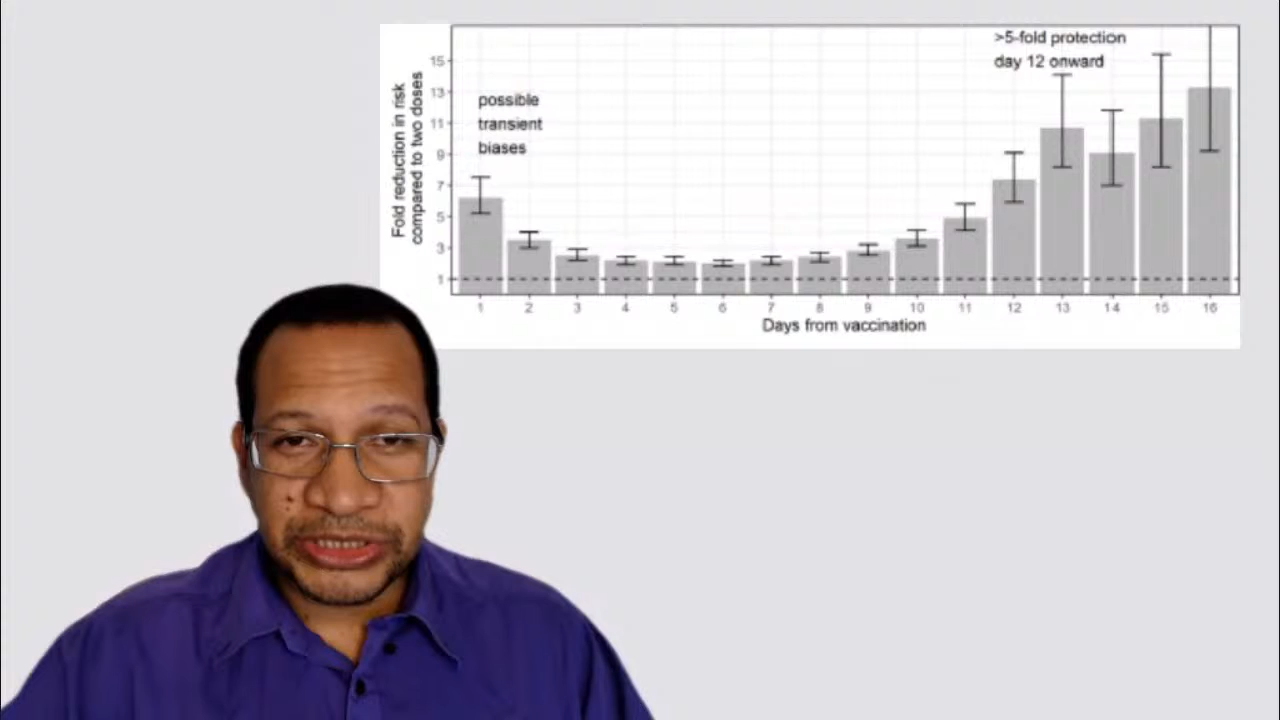 Fold reduction in risk
compared to two doses
15
13
11
9
7
5
3
1
possible
transient
biases
>5-fold protection
day 12 onward
1 2 3 4 5 6 7 8 9 10 11 12 13 14 15 16
Days from vaccination